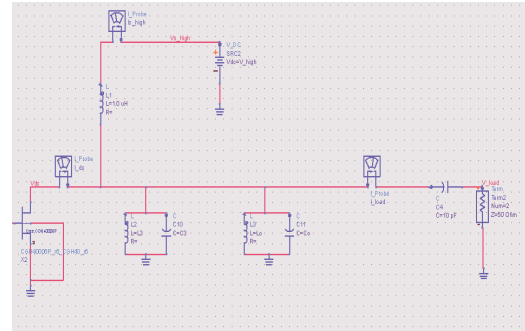 I_Probe
Is_high
Vs_high
V_DC
SRC2
Vdc=V_high
L
L1
L=1.0 uH
R=
I_Probe
i_ds
Vds
I_Probe
i_load
C
C4
C=10 pF
V_load
Term
Term2
Num=2
Z=50 Ohm
L
L2
L=L3
R=
C
C10
C=C3
L
L3
L=Lo
R=
C
C11
C=Co
X2